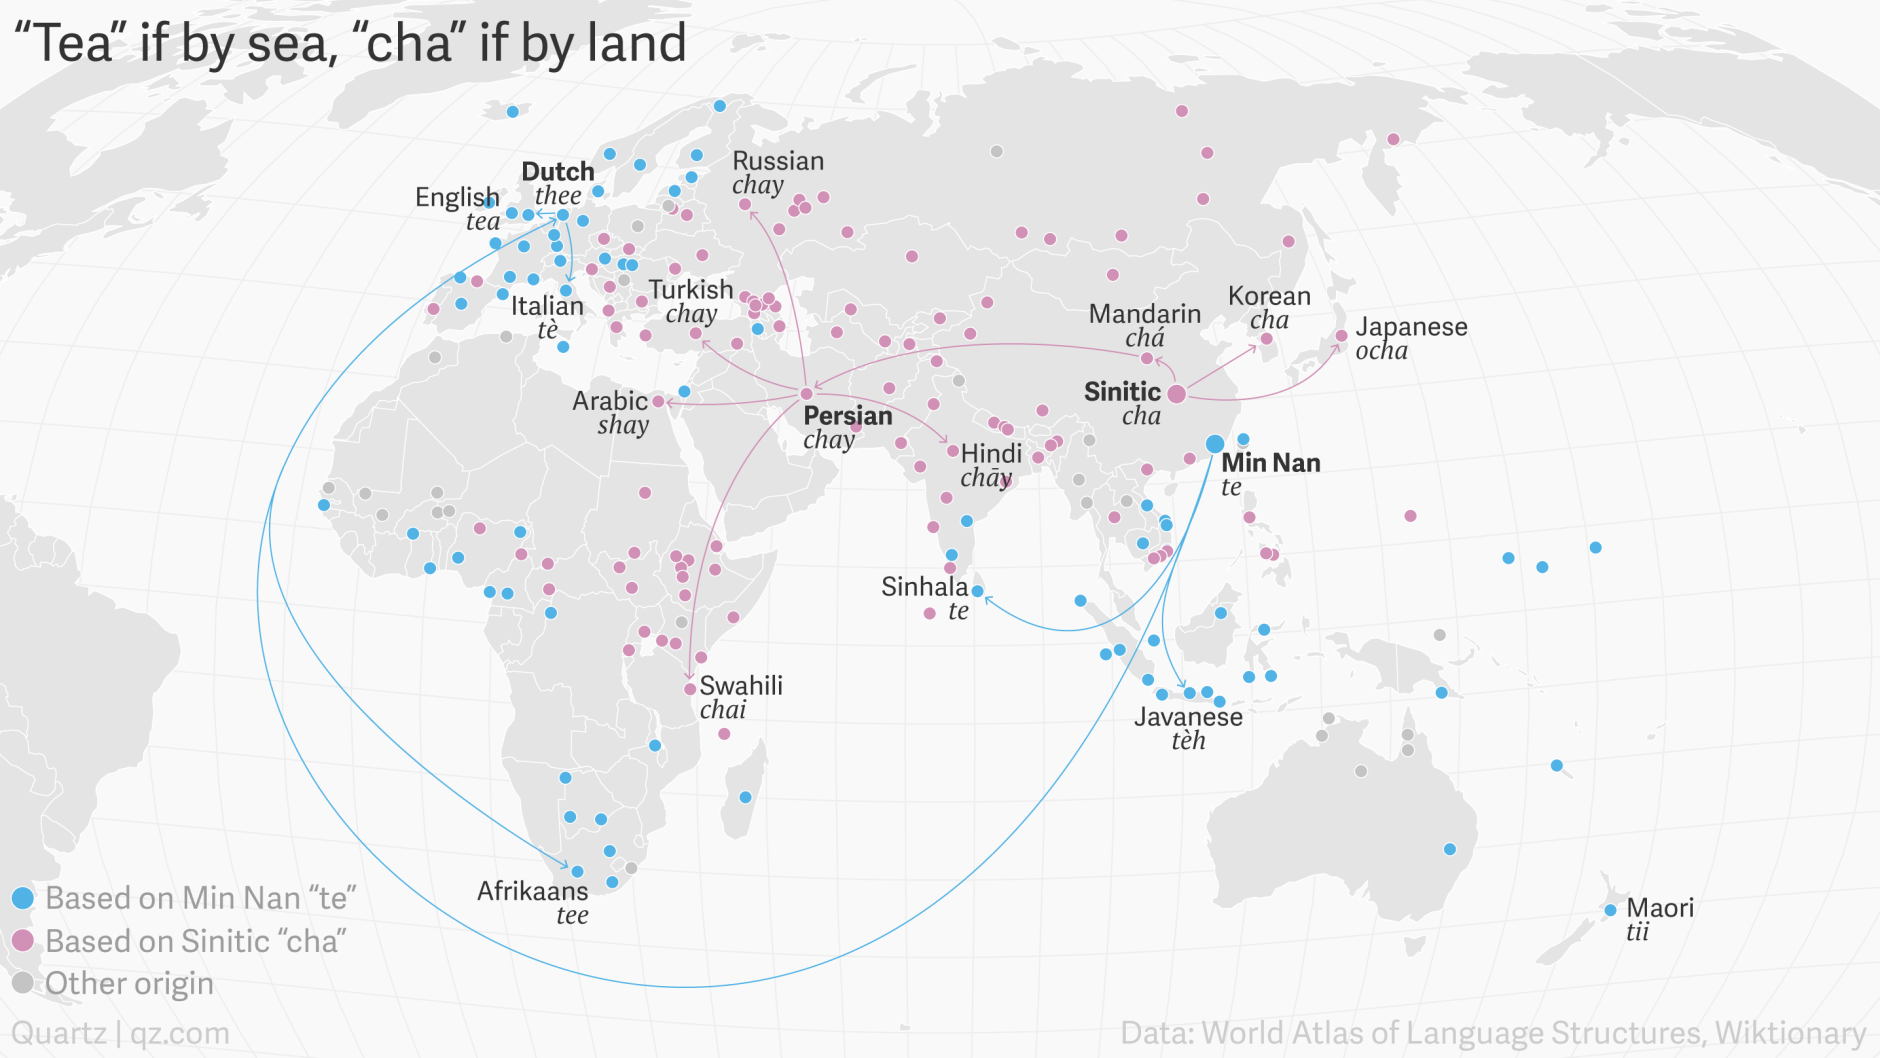 “Tea” if by sea, “cha” if by land
Dutch
thee
English
tea
Russian
chay
Italian
tè
Turkish
chay
Mandarin
chá
Korean
cha
Japanese
ocha
Arabic
shay
Persian
chay
Sinitic
cha
Hindi
chāy
Min Nan
te
Sinhala
te
Swahili
chai
Javanese
tèh
Afrikaans
tee
Maori
tii
Based on Min Nan “te”
Based on Sinitic “cha”
Other origin
Quartz | qz.com
Data: World Atlas of Language Structures, Wiktionary